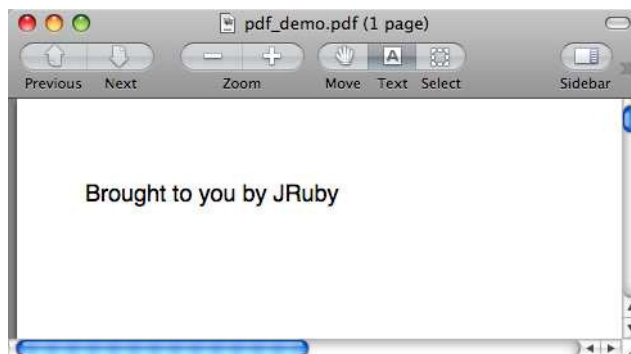 pdf_demo.pdf (1 page)
Previous Next Zoom Move Text Select Sidebar
Brought to you by JRuby